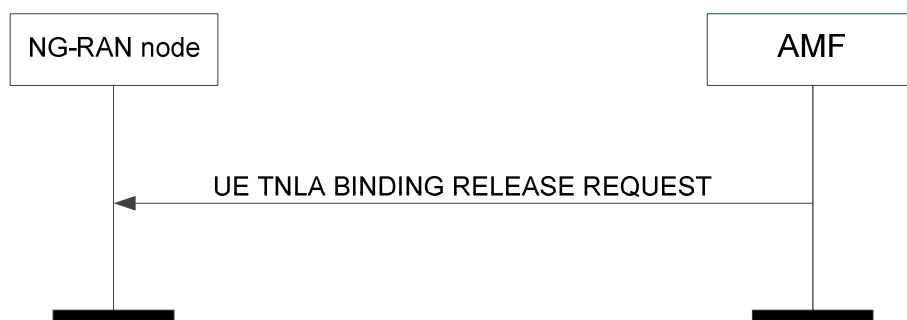 NG-RAN node
AMF
UE TNLA BINDING RELEASE REQUEST